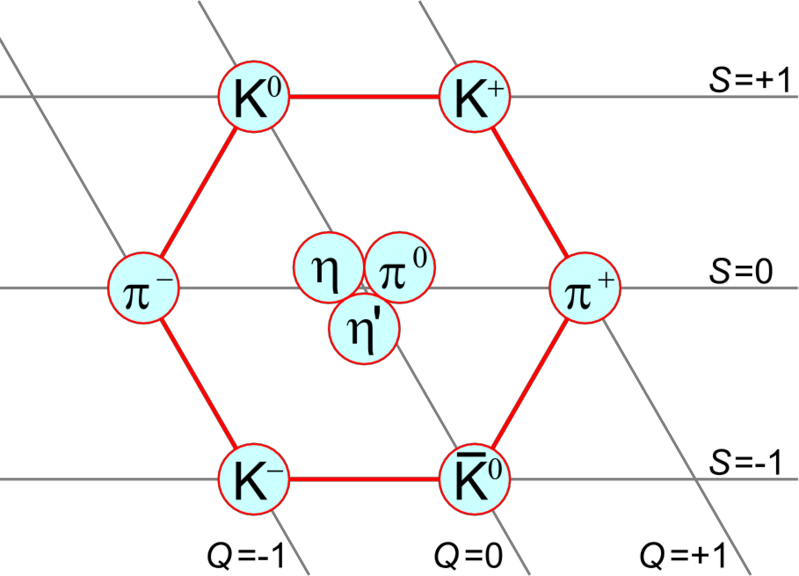 K⁰ K⁺ S=+1
η π⁰
π⁻ π⁺ S=0
η'
K⁻ K̅⁰ S=-1
Q=-1 Q=0 Q=+1